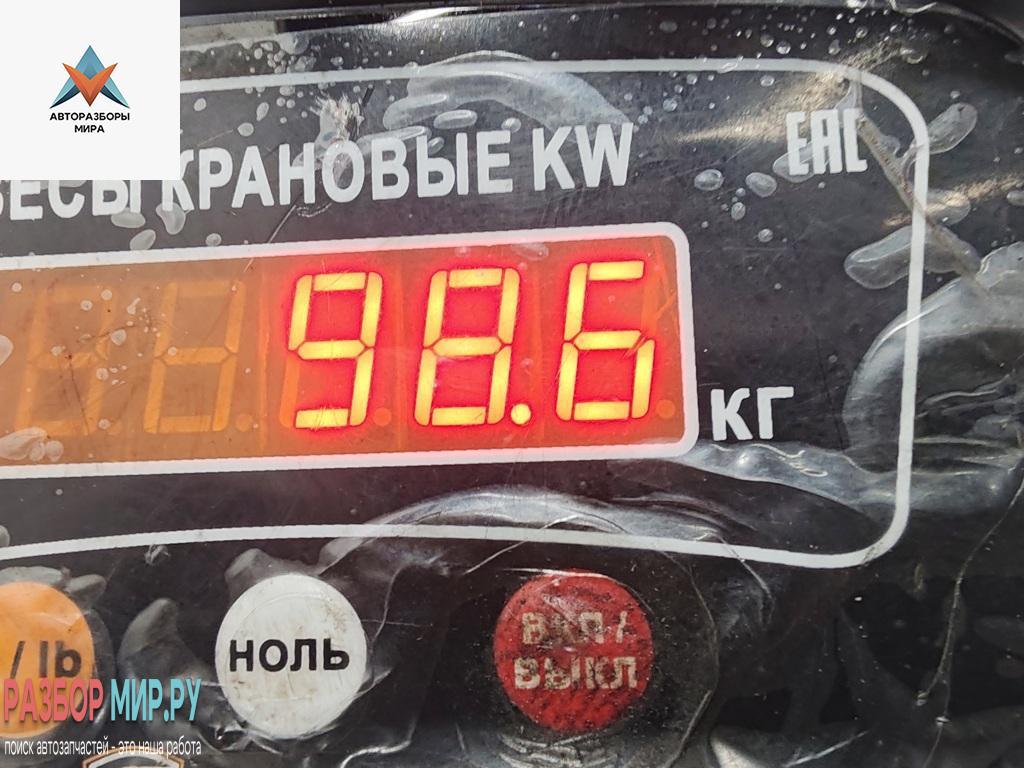 АВТОРАЗБОРЫ
МИРА
ВЕСЫ КРАНОВЫЕ KW
EAC
98.6
КГ
/ lb
НОЛЬ
ВКЛ /
ВЫКЛ
РАЗБОР МИР.РУ
поиск автозапчастей - это наша работа